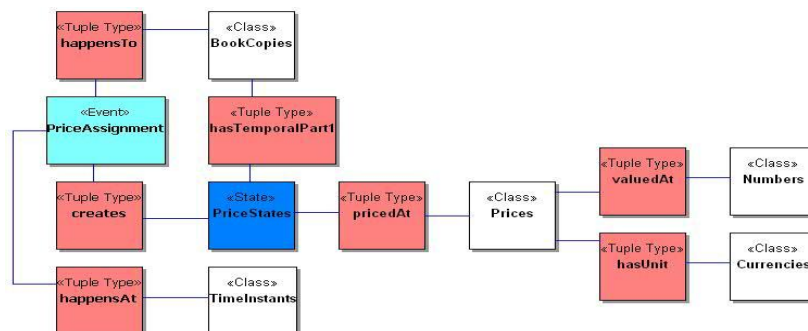 «Tuple Type»
happensTo
«Class»
BookCopies
«Event»
PriceAssignment
«Tuple Type»
hasTemporalPart1
«Tuple Type»
creates
«State»
PriceStates
«Tuple Type»
pricedAt
«Class»
Prices
«Tuple Type»
valuedAt
«Class»
Numbers
«Tuple Type»
hasUnit
«Class»
Currencies
«Tuple Type»
happensAt
«Class»
TimeInstants